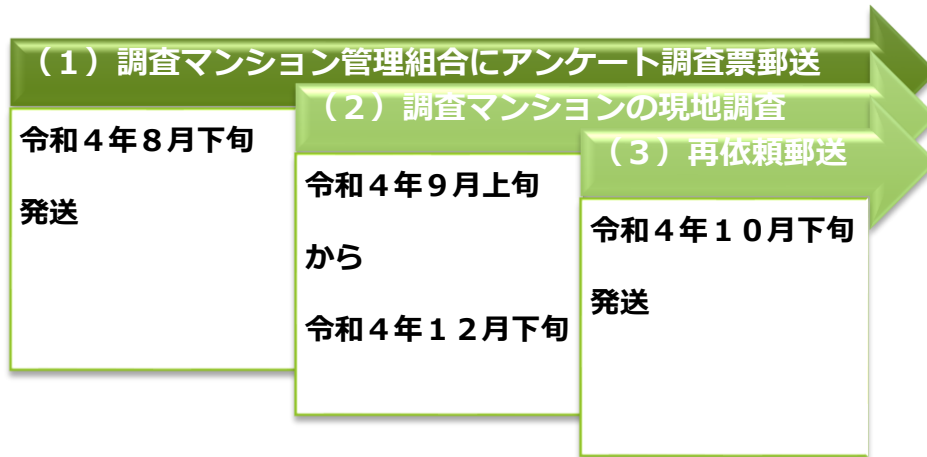 （１）調査マンション管理組合にアンケート調査票郵送
令和４年８月下旬
発送
（２）調査マンションの現地調査
令和４年９月上旬
から
令和４年１２月下旬
（３）再依頼郵送
令和４年１０月下旬
発送